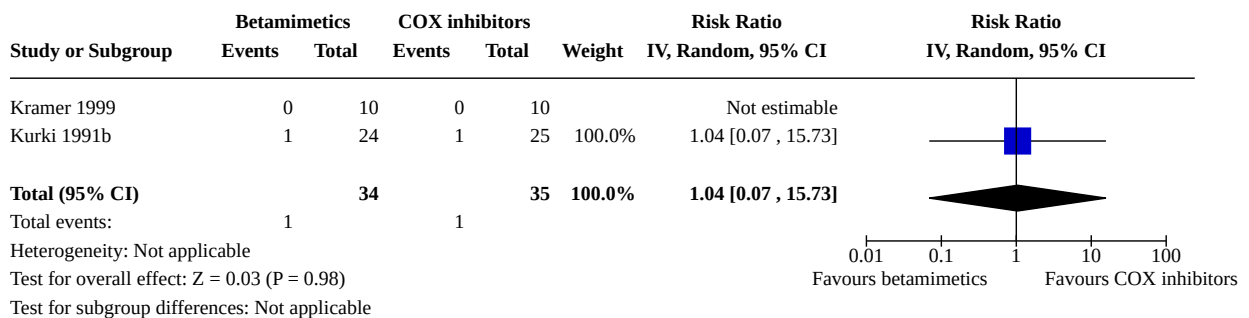 Betamimetics COX inhibitors Risk Ratio Risk Ratio
Study or Subgroup Events Total Events Total Weight IV, Random, 95% CI IV, Random, 95% CI
Kramer 1999 0 10 0 10 Not estimable
Kurki 1991b 1 24 1 25 100.0% 1.04 [0.07 , 15.73]
Total (95% CI) 34 35 100.0% 1.04 [0.07 , 15.73]
Total events: 1 1
Heterogeneity: Not applicable
0.01 0.1 1 10 100
Test for overall effect: Z = 0.03 (P = 0.98) Favours betamimetics Favours COX inhibitors
Test for subgroup differences: Not applicable